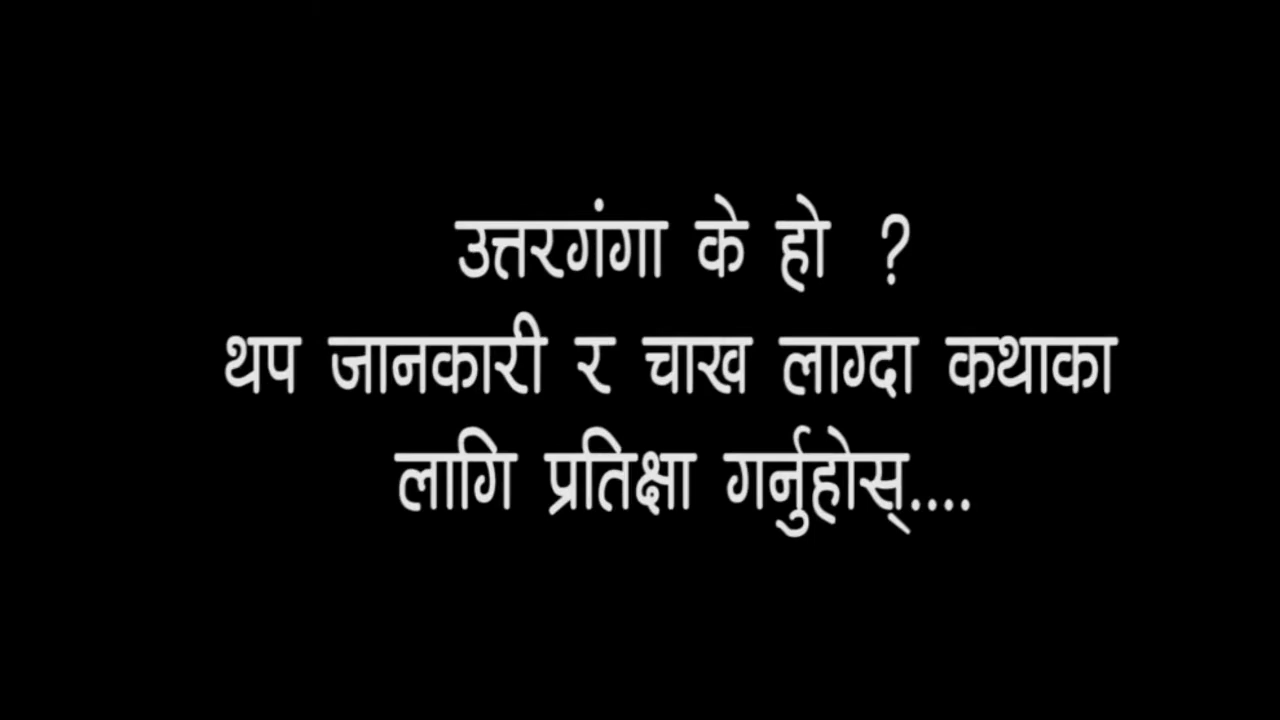 उत्तरगंगा के हो ?
थप जानकारी र चाख लाग्दा कथाका
लागि प्रतिक्षा गर्नुहोस्....